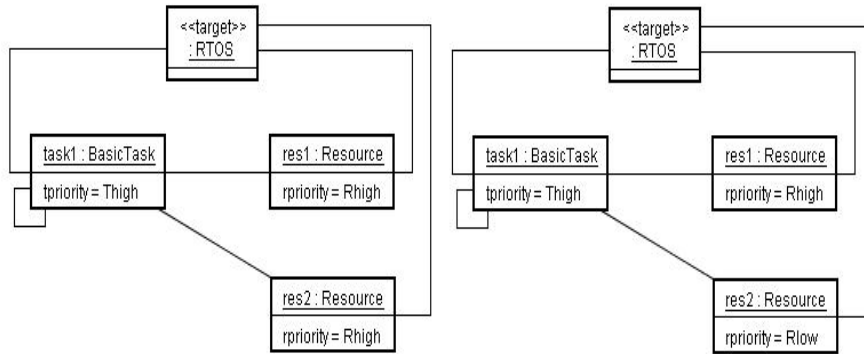 <<target>>
: RTOS
task1 : BasicTask
tpriority = Thigh
res1 : Resource
rpriority = Rhigh
res2 : Resource
rpriority = Rhigh
<<target>>
: RTOS
task1 : BasicTask
tpriority = Thigh
res1 : Resource
rpriority = Rhigh
res2 : Resource
rpriority = Rlow